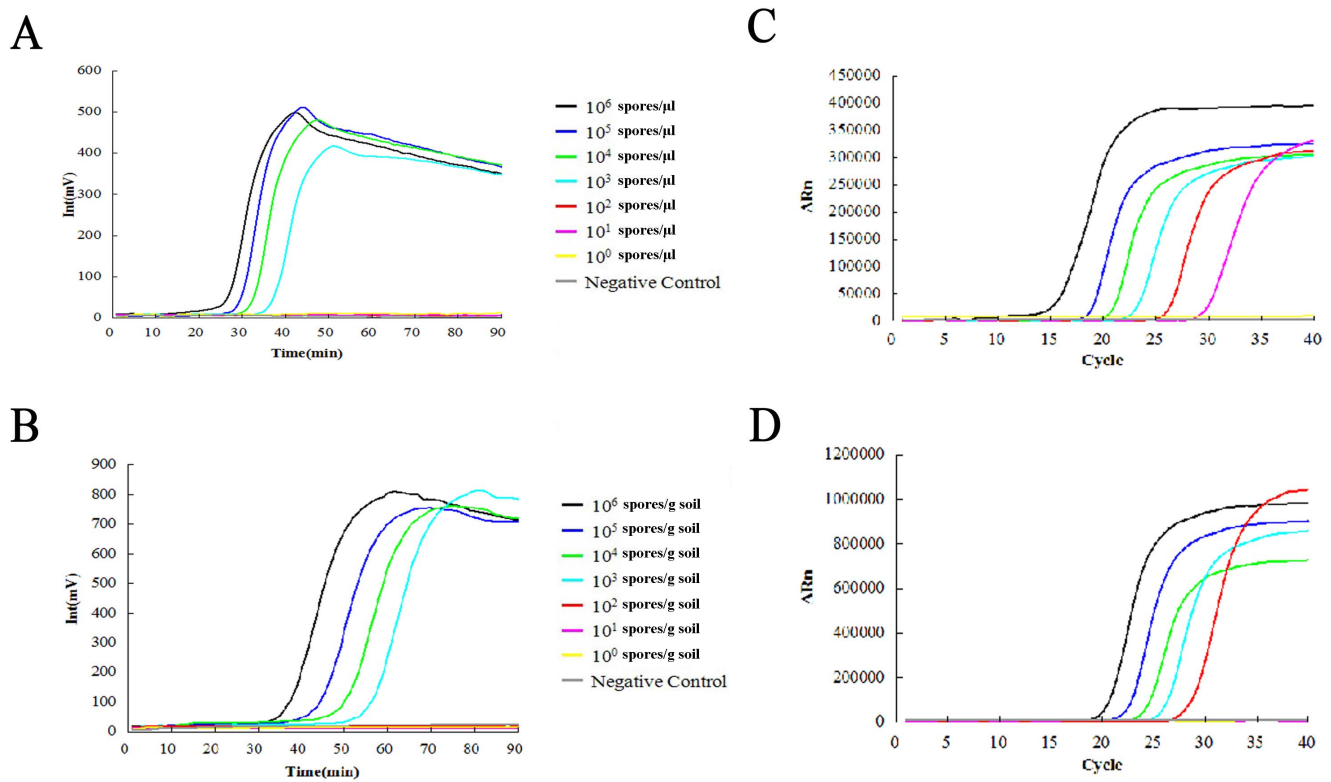 A
600
500
400
300
200
100
0
Int(mV)
0 10 20 30 40 50 60 70 80 90
Time(min)
10⁶ spores/µl
10⁵ spores/µl
10⁴ spores/µl
10³ spores/µl
10² spores/µl
10¹ spores/µl
10⁰ spores/µl
Negative Control
C
450000
400000
350000
300000
250000
200000
150000
100000
50000
0
ΔRn
0 5 10 15 20 25 30 35 40
Cycle
B
900
800
700
600
500
400
300
200
100
0
Int(mV)
0 10 20 30 40 50 60 70 80 90
Time(min)
10⁶ spores/g soil
10⁵ spores/g soil
10⁴ spores/g soil
10³ spores/g soil
10² spores/g soil
10¹ spores/g soil
10⁰ spores/g soil
Negative Control
D
1200000
1000000
800000
600000
400000
200000
0
ΔRn
0 5 10 15 20 25 30 35 40
Cycle